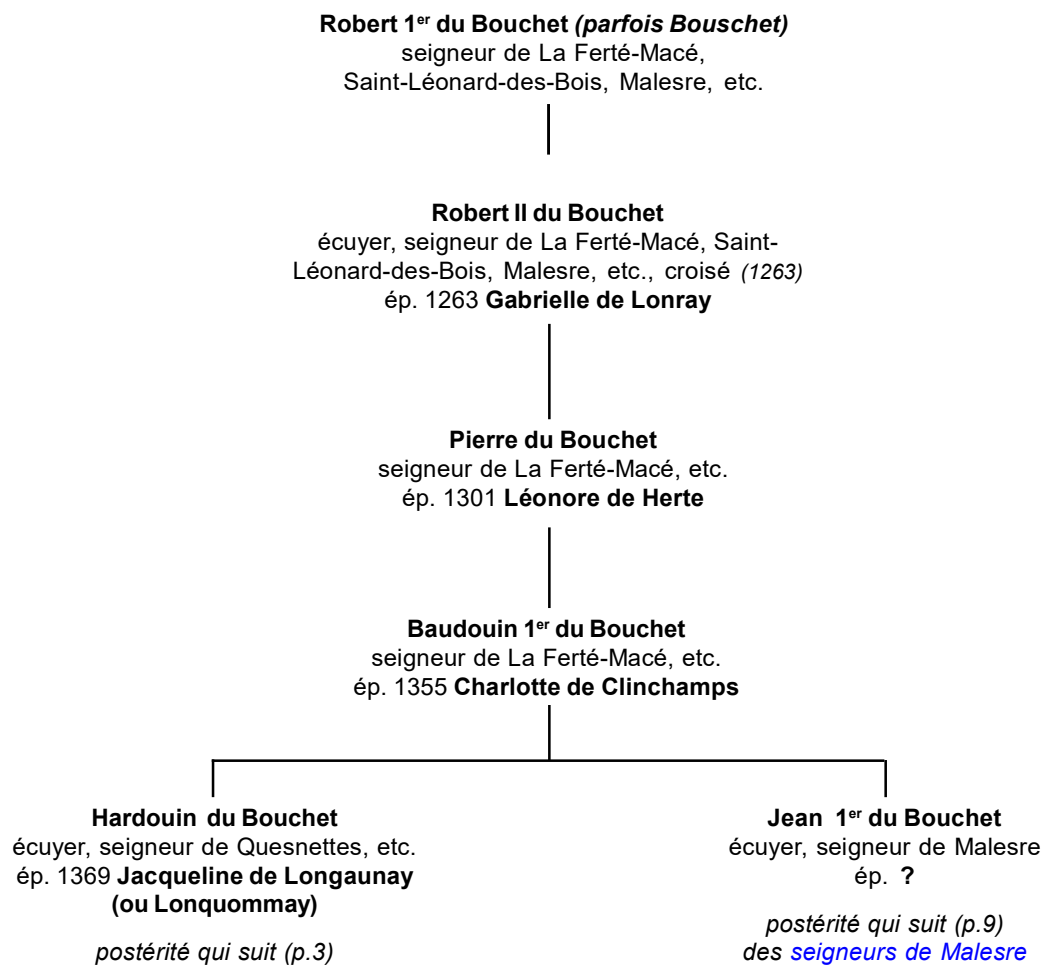 Robert 1er du Bouchet (parfois Bouschet)
seigneur de La Ferté-Macé,
Saint-Léonard-des-Bois, Malesre, etc.
Robert II du Bouchet
écuyer, seigneur de La Ferté-Macé, Saint-
Léonard-des-Bois, Malesre, etc., croisé (1263)
ép. 1263 Gabrielle de Lonray
Pierre du Bouchet
seigneur de La Ferté-Macé, etc.
ép. 1301 Léonore de Herte
Baudouin 1er du Bouchet
seigneur de La Ferté-Macé, etc.
ép. 1355 Charlotte de Clinchamps
Hardouin du Bouchet
écuyer, seigneur de Quesnettes, etc.
ép. 1369 Jacqueline de Longaunay
(ou Lonquommay)
postérité qui suit (p.3)
Jean 1er du Bouchet
écuyer, seigneur de Malesre
ép. ?
postérité qui suit (p.9)
des seigneurs de Malesre